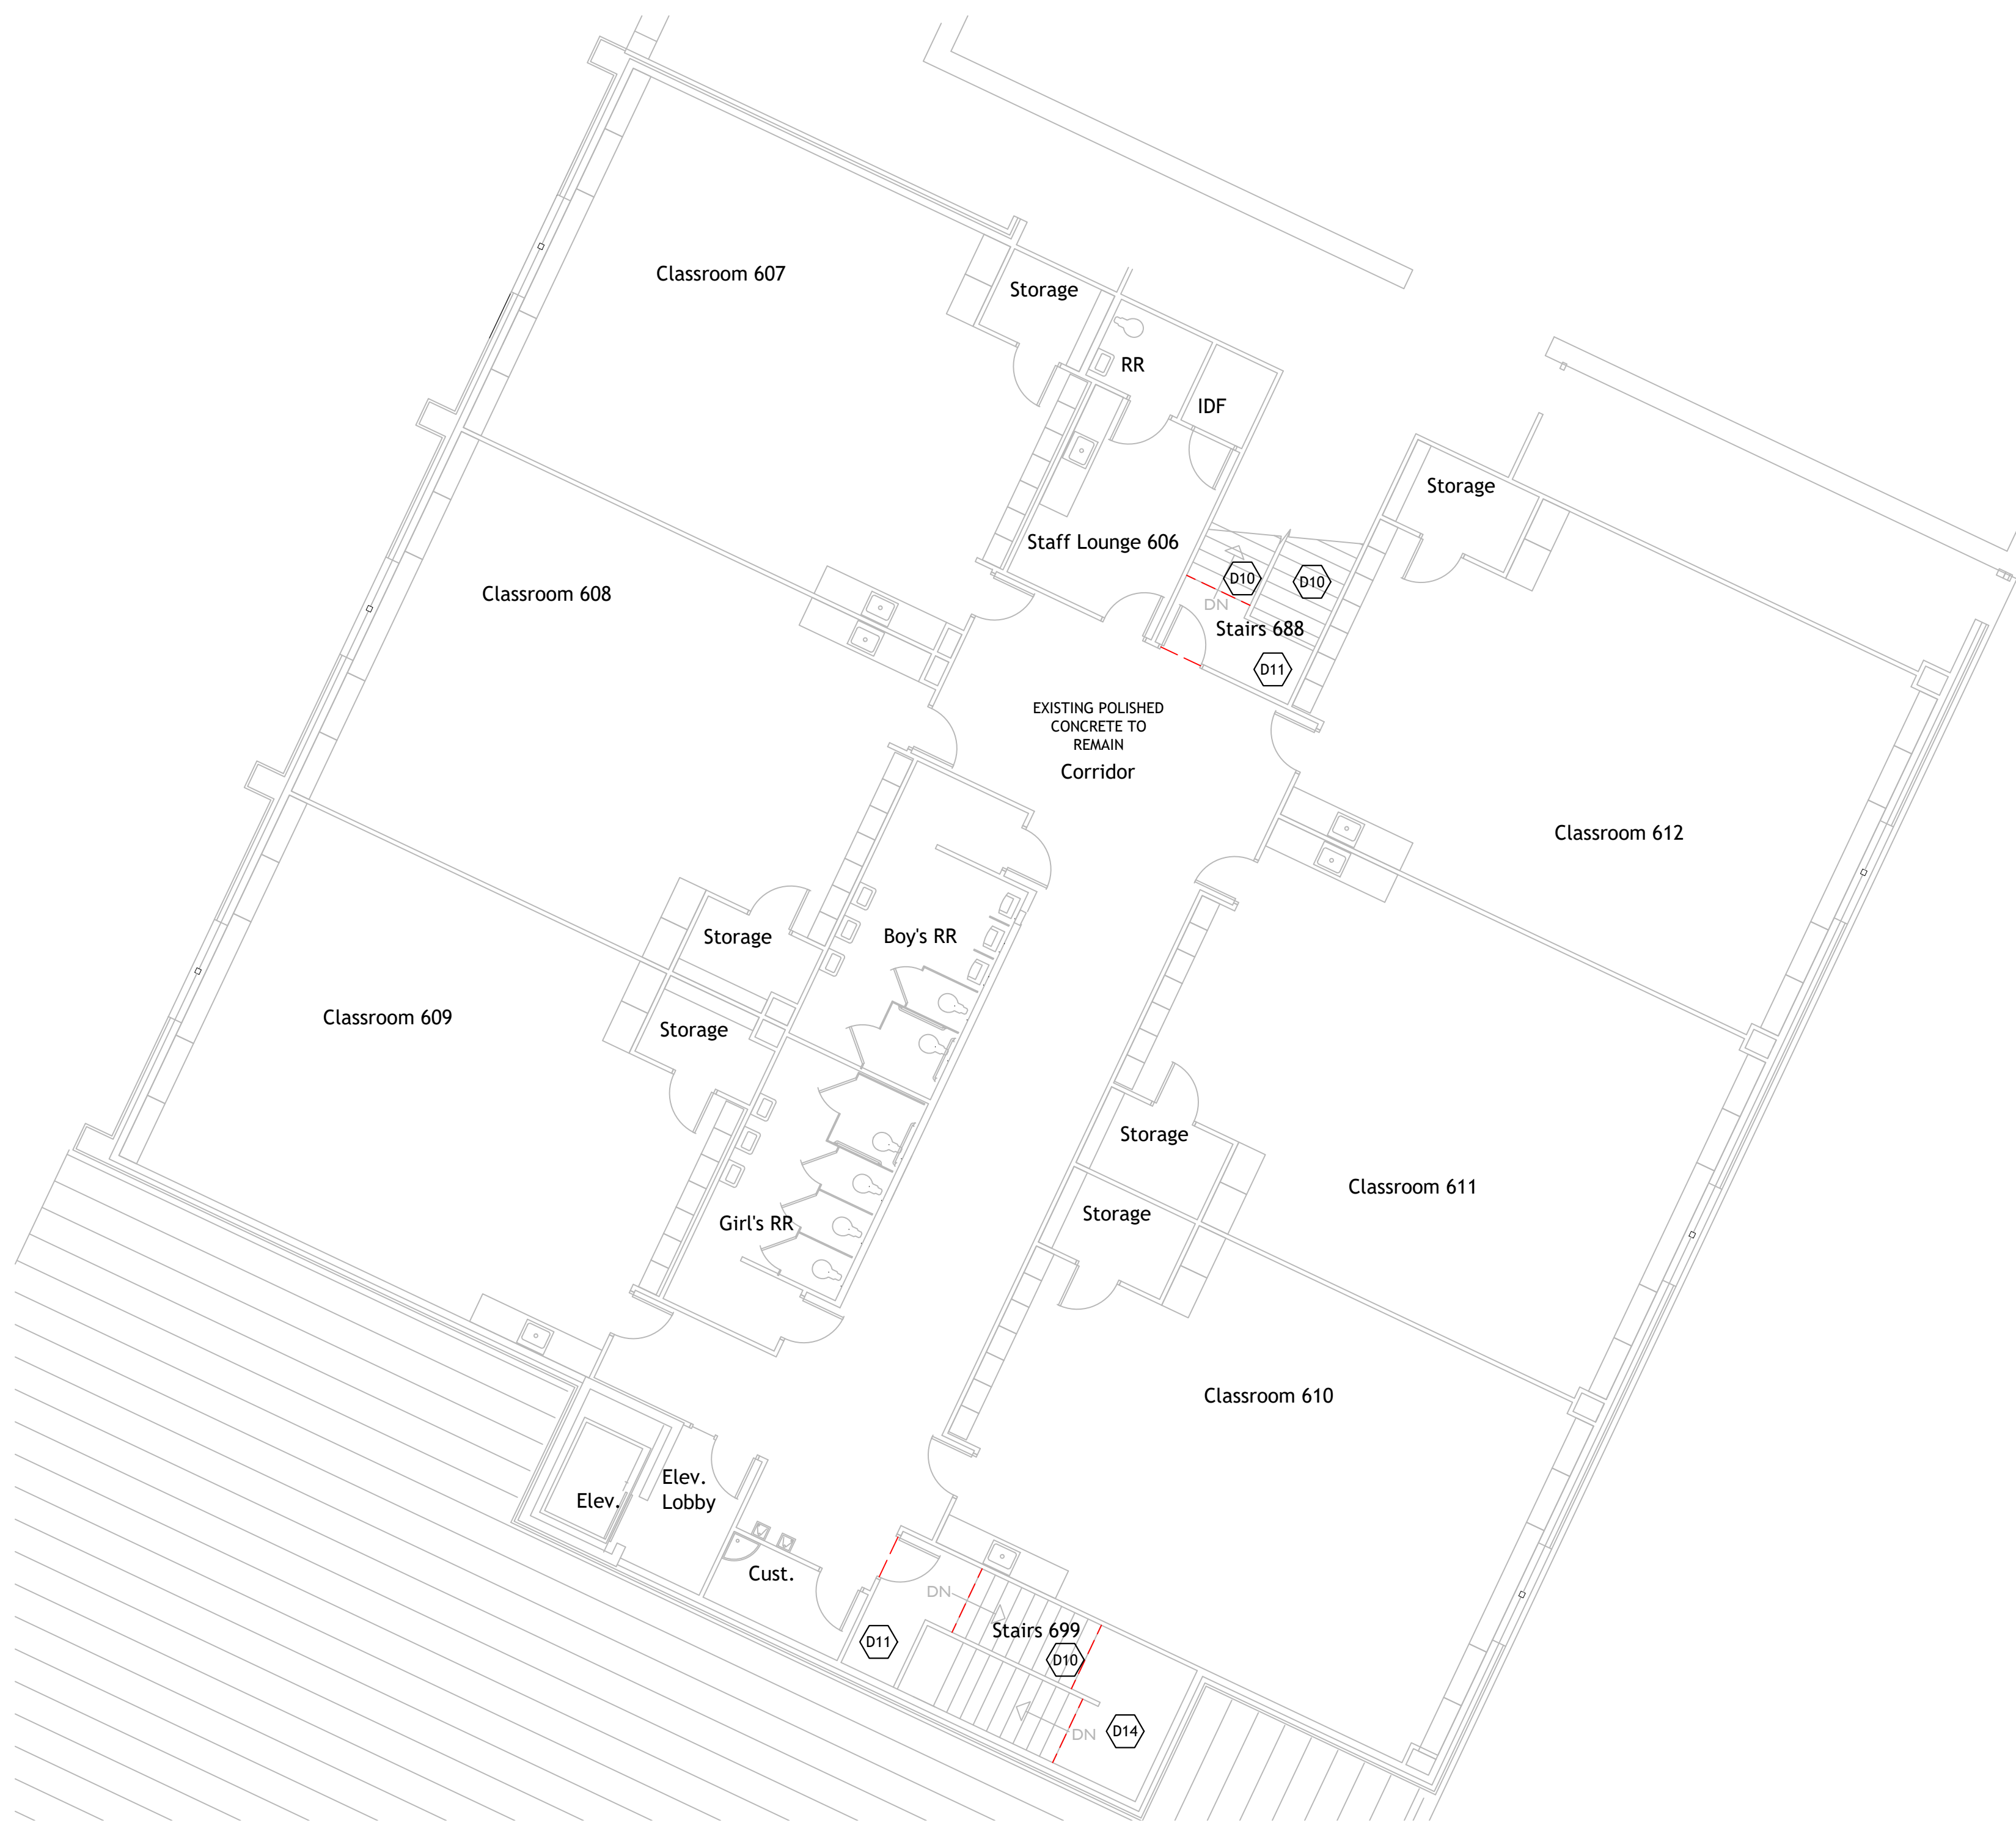 Classroom 607
Storage
RR
IDF
Storage
Staff Lounge 606
D10
D10
DN
Classroom 608
Stairs 688
D11
EXISTING POLISHED
CONCRETE TO
REMAIN
Corridor
Classroom 612
Storage
Boy's RR
Classroom 609
Storage
Storage
Classroom 611
Storage
Girl's RR
Classroom 610
Elev.
Lobby
Elev.
Cust.
DN
Stairs 699
D11
D10
D14
DN